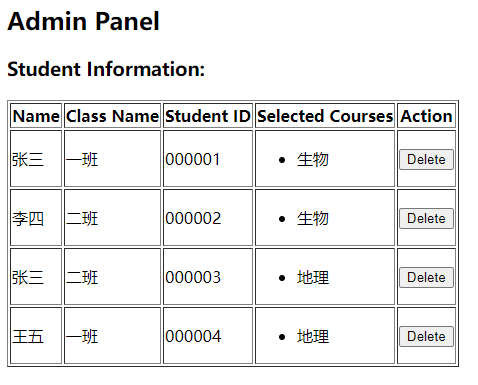 Admin Panel
Student Information:
Name Class Name Student ID Selected Courses Action
张三 一班 000001 • 生物 Delete
李四 二班 000002 • 生物 Delete
张三 二班 000003 • 地理 Delete
王五 一班 000004 • 地理 Delete